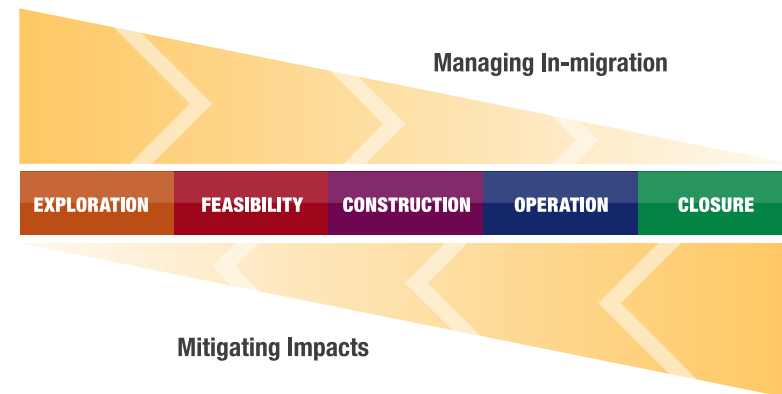 Managing In-migration
EXPLORATION FEASIBILITY CONSTRUCTION OPERATION CLOSURE
Mitigating Impacts